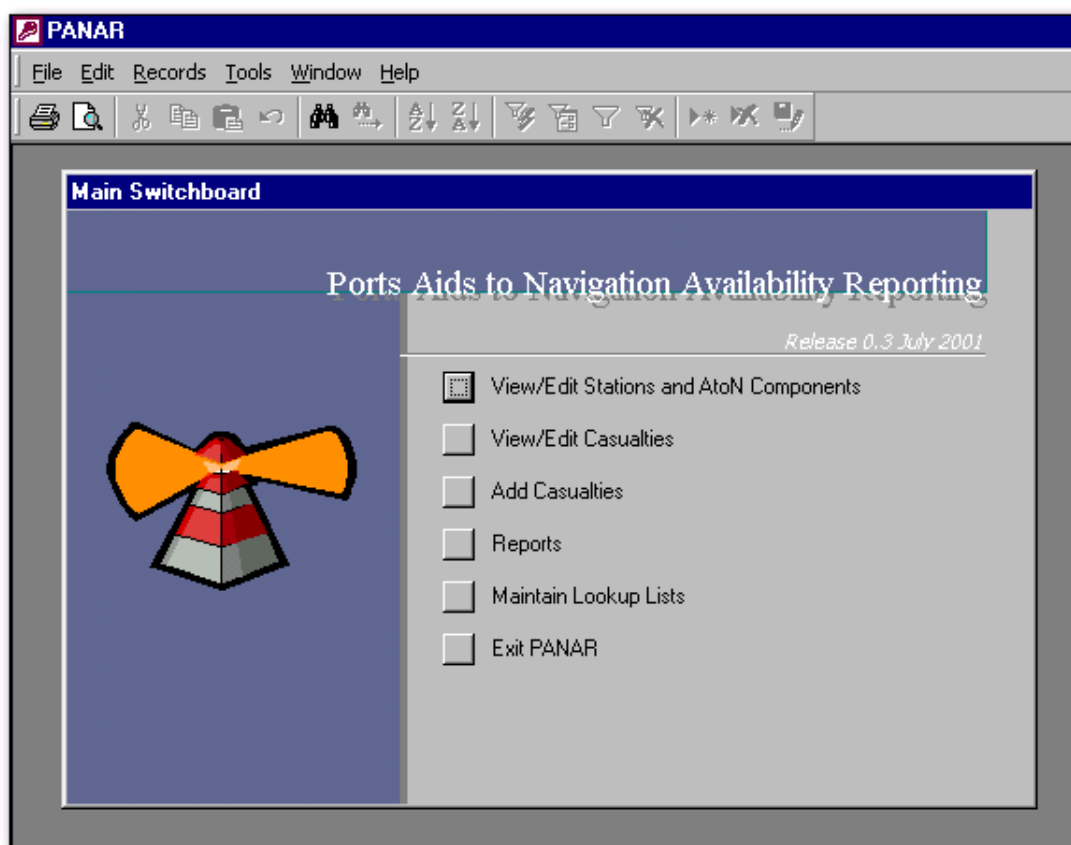 PANAR
File Edit Records Tools Window Help
Main Switchboard
Ports Aids to Navigation Availability Reporting
Release 0.3 July 2001
View/Edit Stations and AtoN Components
View/Edit Casualties
Add Casualties
Reports
Maintain Lookup Lists
Exit PANAR